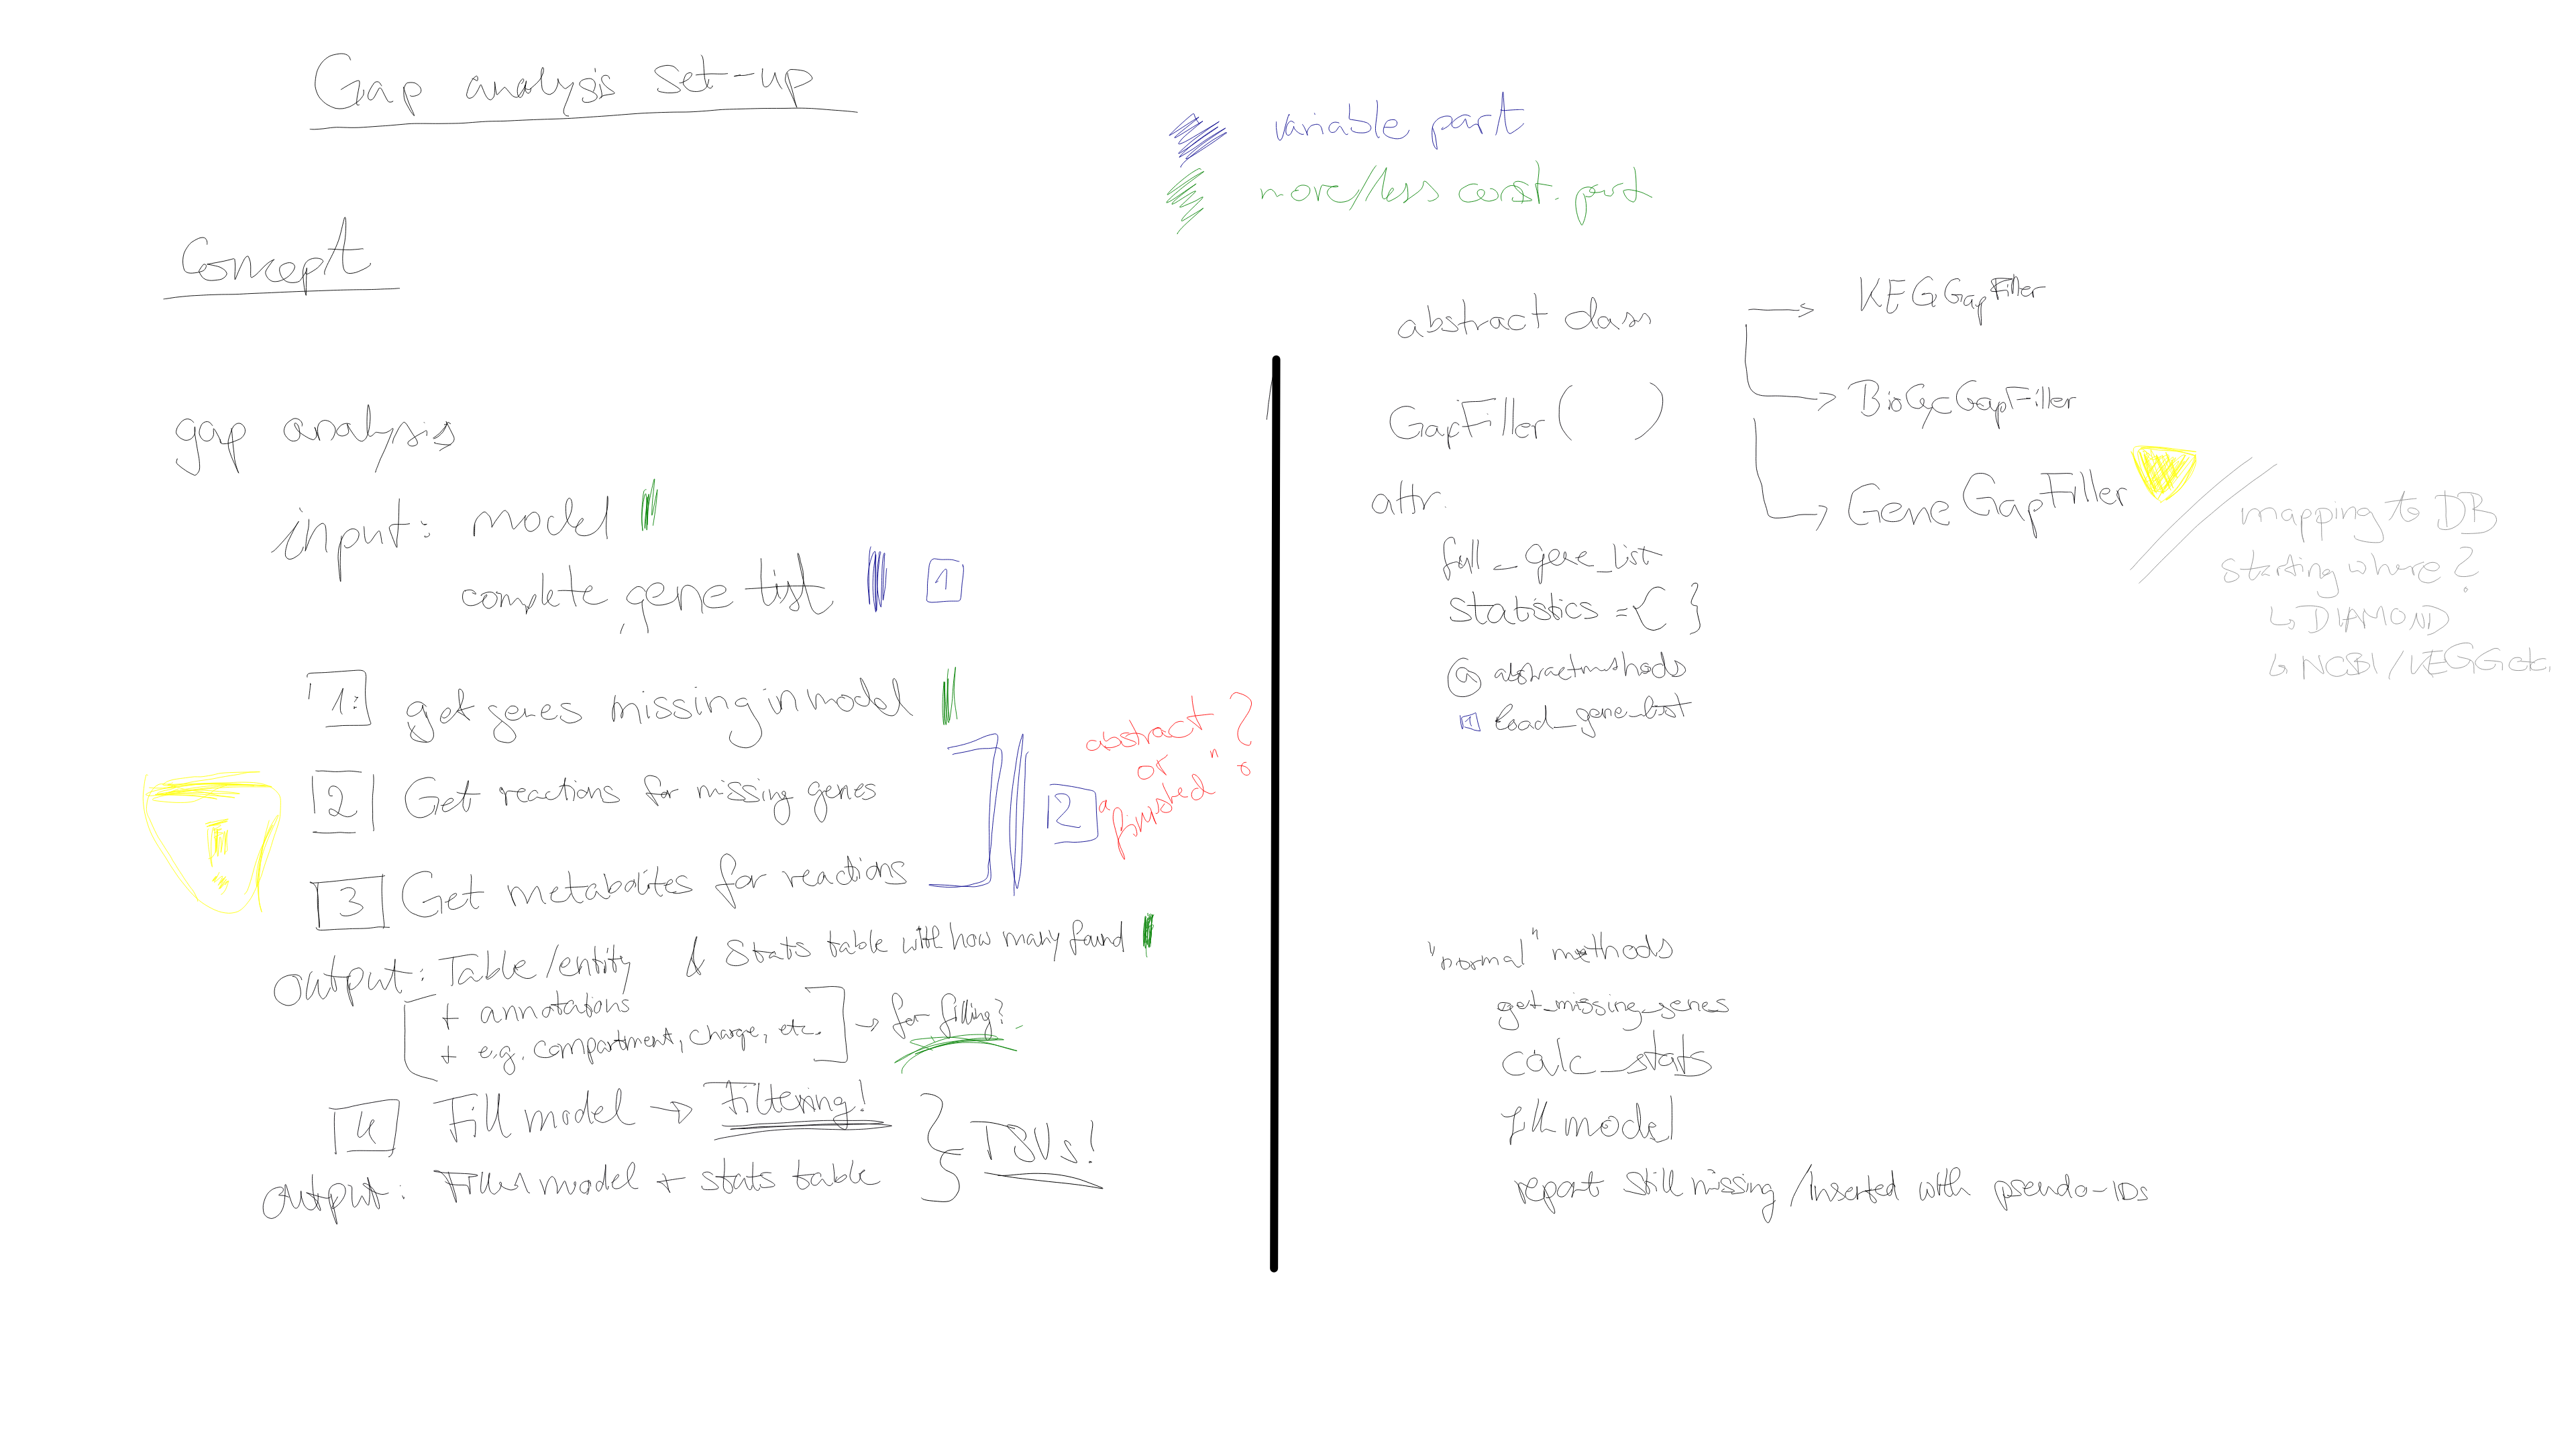 Gap analysis set-up
variable part
more/less const. part
Concept
gap analysis
input: model
complete gene list 1
1: get genes missing in model
2 Get reactions for missing genes
3 Get metabolites for reactions
2
abstract
or
"finished" ?
output: Table/entity & Stats table with how many found
+ annotations
+ e.g. compartment, charge, etc. → for filling?
4 Fill model → Filtering!
output: Filled model + stats table
TSVs!
abstract class
GapFiller( )
attr.
full_gene_list
statistics = { }
@ abstractmethods
1 load_gene_list
KEGGapFiller
BioCycGapFiller
GeneGapFiller
mapping to DB
starting where?
↳ DIAMOND
↳ NCBI/KEGG etc.
"normal" methods
get_missing_genes
calc_stats
fill_model
report still missing/inserted with pseudo-IDs